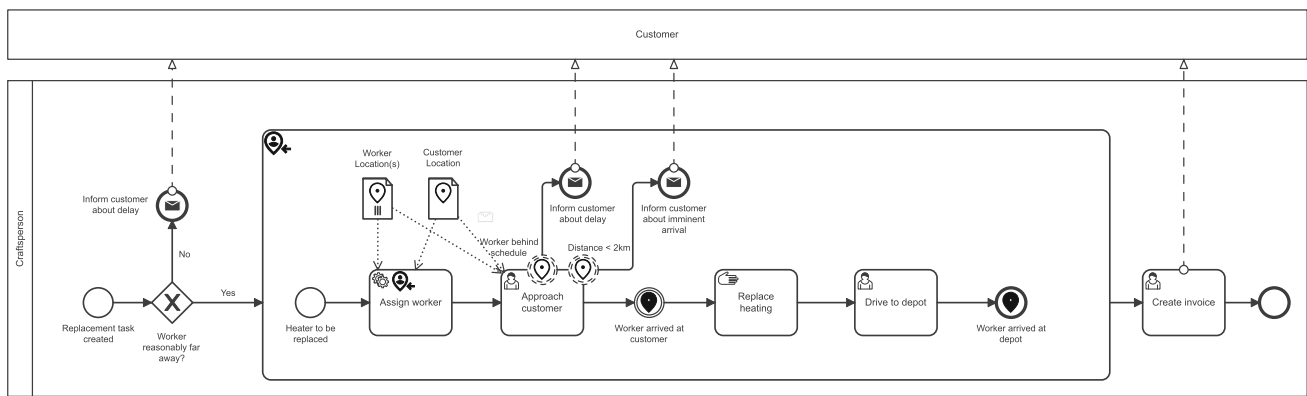 Customer
Craftsperson
Worker
Location(s)
Customer
Location
Inform customer
about delay
Inform customer
about delay
Inform customer
about imminent
arrival
No
Worker behind
schedule
Distance < 2km
Yes
Assign worker
Approach
customer
Replace
heating
Drive to depot
Create invoice
Replacement task
created
Worker
reasonably far
away?
Heater to be
replaced
Worker arrived at
customer
Worker arrived at
depot